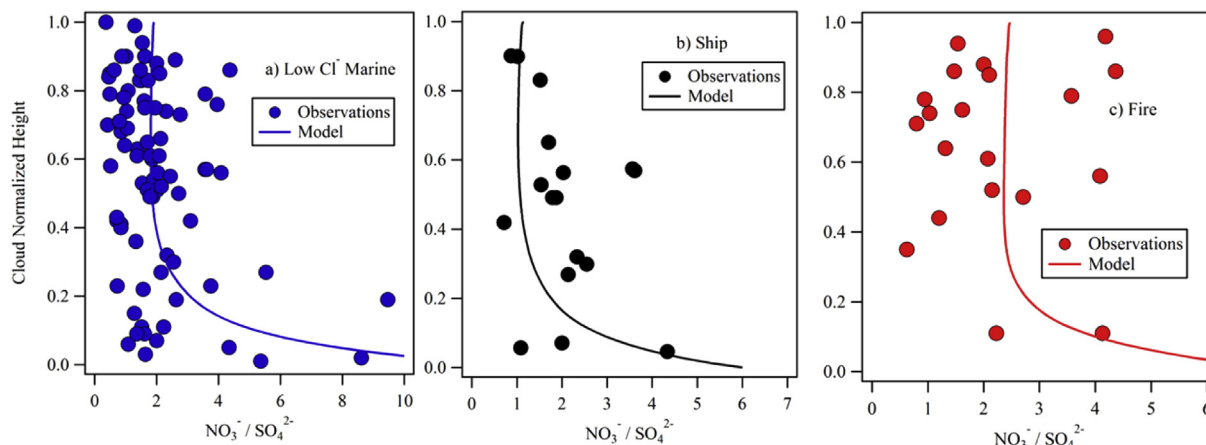 Cloud Normalized Height
1.0
0.8
0.6
0.4
0.2
0.0
a) Low Cl⁻ Marine
Observations
Model
0 2 4 6 8 10
NO₃⁻ / SO₄²⁻
1.0
0.8
0.6
0.4
0.2
0.0
b) Ship
Observations
Model
0 1 2 3 4 5 6 7
NO₃⁻ / SO₄²⁻
1.0
0.8
0.6
0.4
0.2
0.0
c) Fire
Observations
Model
0 1 2 3 4 5 6
NO₃⁻ / SO₄²⁻